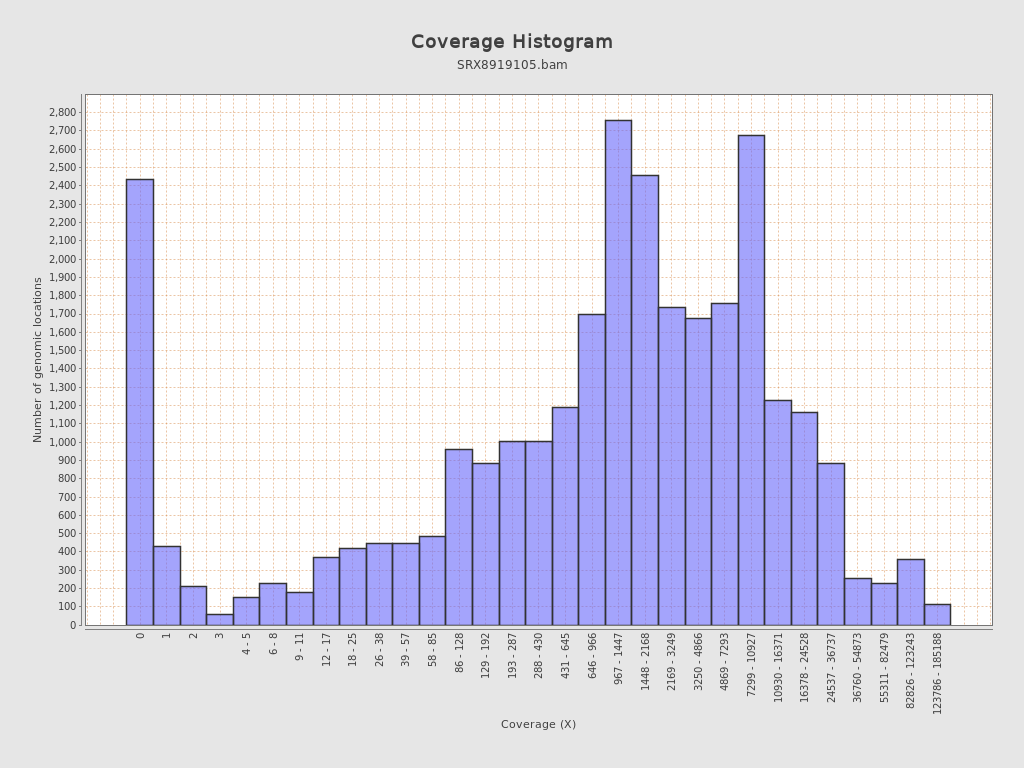 Coverage Histogram
SRX8919105.bam
Number of genomic locations
2,800
2,700
2,600
2,500
2,400
2,300
2,200
2,100
2,000
1,900
1,800
1,700
1,600
1,500
1,400
1,300
1,200
1,100
1,000
900
800
700
600
500
400
300
200
100
0
0
1
2
3
4 - 5
6 - 8
9 - 11
12 - 17
18 - 25
26 - 38
39 - 57
58 - 85
86 - 128
129 - 192
193 - 287
288 - 430
431 - 645
646 - 966
967 - 1447
1448 - 2168
2169 - 3249
3250 - 4866
4869 - 7293
7299 - 10927
10930 - 16371
16378 - 24528
24537 - 36737
36760 - 54873
55311 - 82479
82826 - 123243
123786 - 185188
Coverage (X)